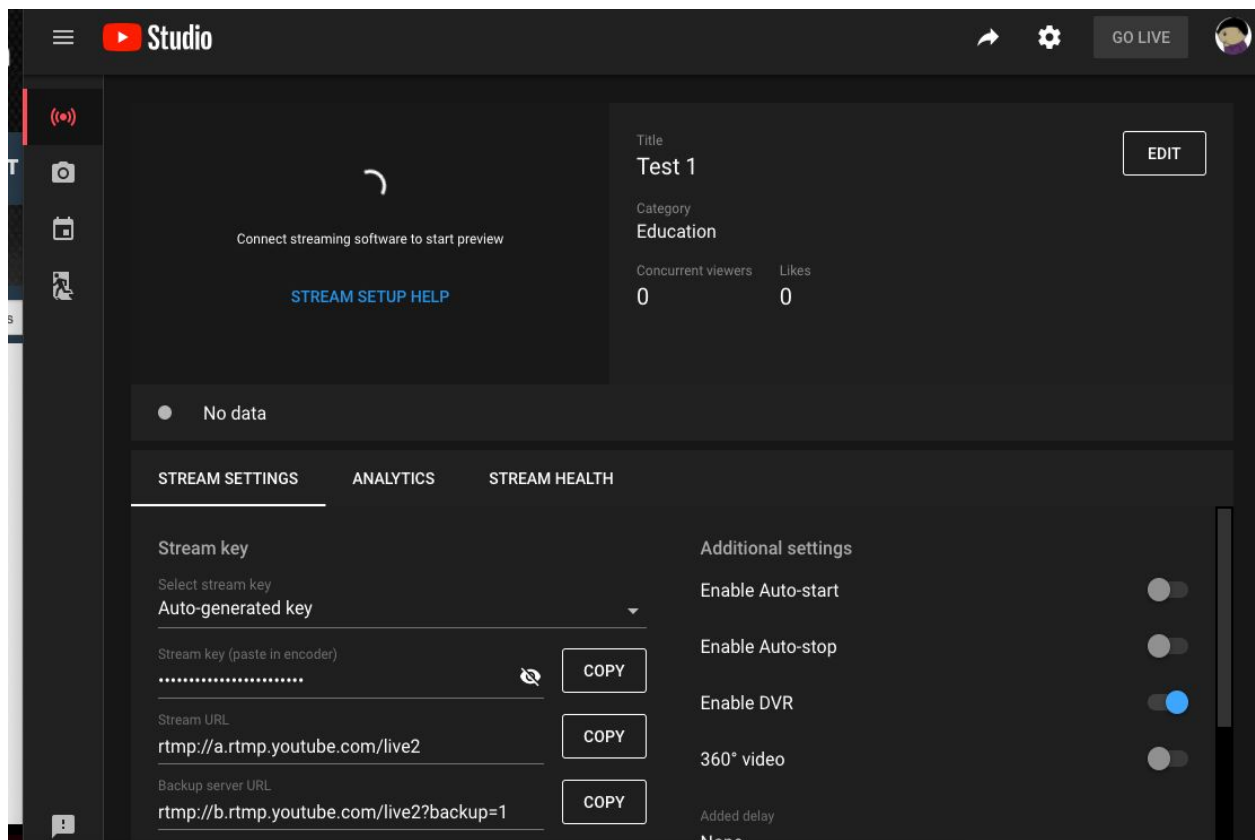 Studio
GO LIVE
T
Connect streaming software to start preview
STREAM SETUP HELP
Title
Test 1
EDIT
Category
Education
Concurrent viewers Likes
0 0
s
No data
STREAM SETTINGS ANALYTICS STREAM HEALTH
Stream key
Select stream key
Auto-generated key
Stream key (paste in encoder)
••••••••••••••••••••••••
COPY
Stream URL
rtmp://a.rtmp.youtube.com/live2
COPY
Backup server URL
rtmp://b.rtmp.youtube.com/live2?backup=1
COPY
Additional settings
Enable Auto-start
Enable Auto-stop
Enable DVR
360° video
Added delay
None